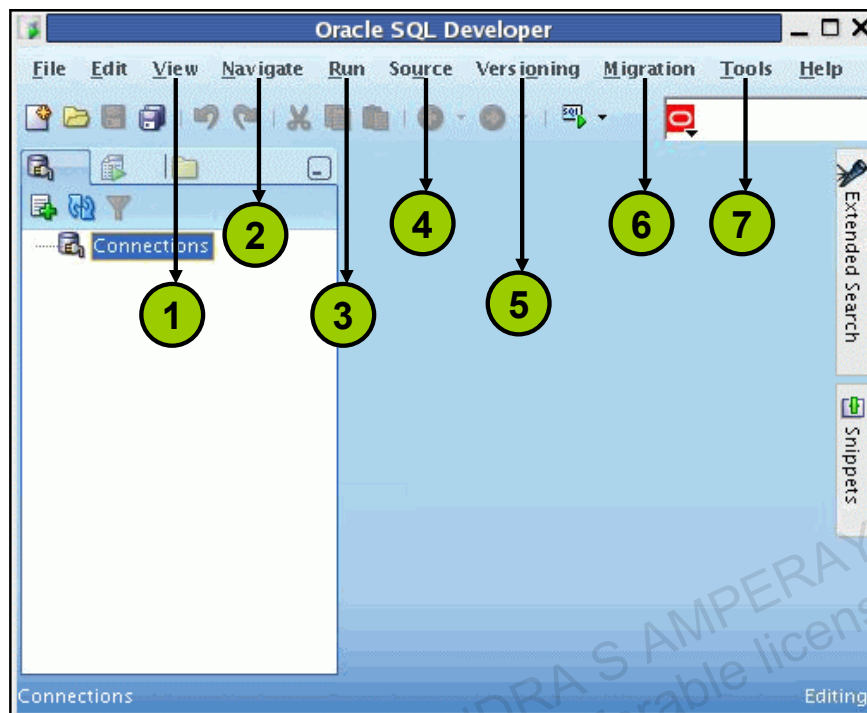 Oracle SQL Developer
File Edit View Navigate Run Source Versioning Migration Tools Help
Connections
1
2
3
4
5
6
7
Extended Search
Snippets
S AMPERAY
Connections
Editing